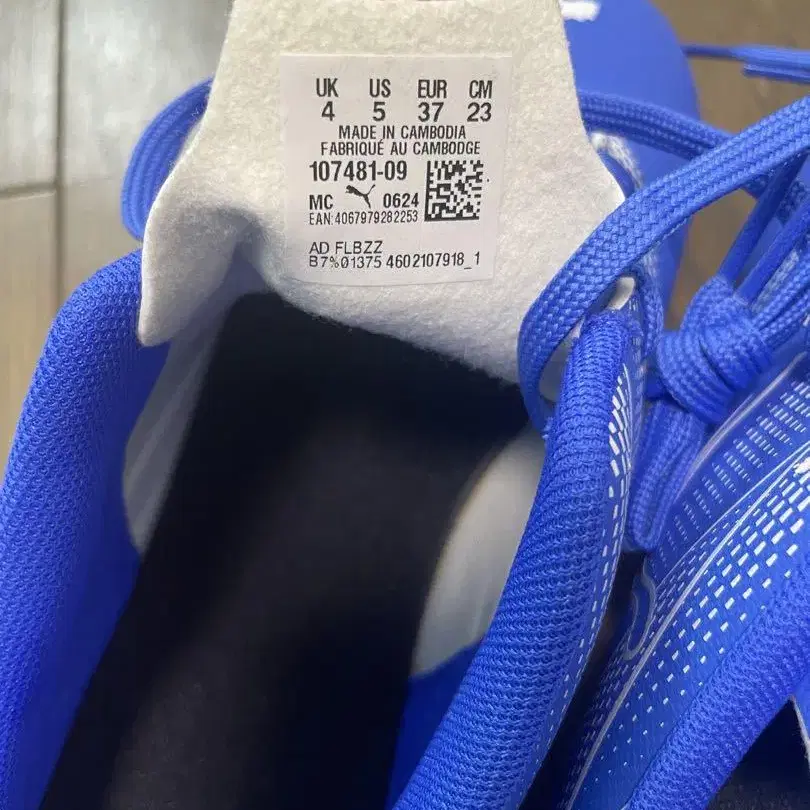 UK US EUR CM
4 5 37 23
MADE IN CAMBODIA
FABRIQUÉ AU CAMBODGE
107481-09
MC 0624
EAN:4067979282253
AD FLBZZ
B7%01375 4602107918_1